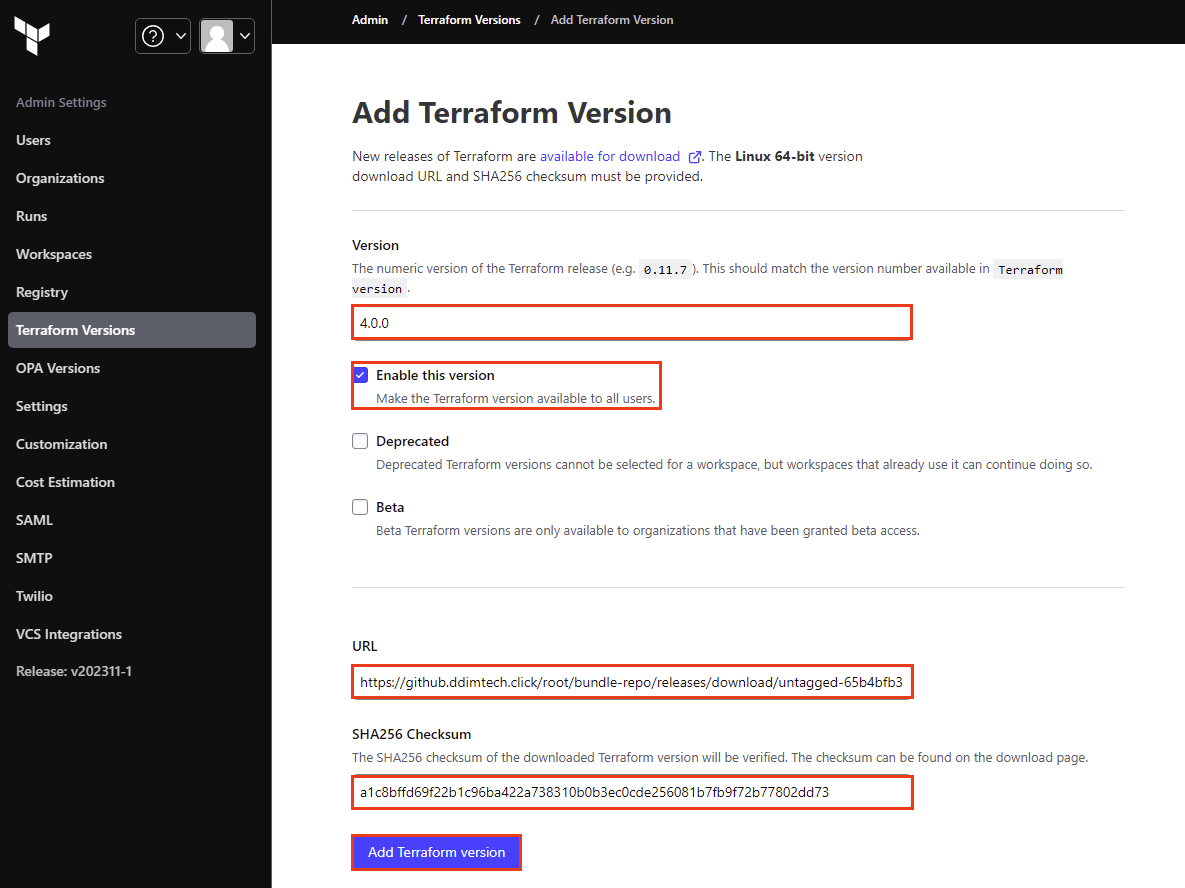 Admin / Terraform Versions / Add Terraform Version
Admin Settings
Users
Organizations
Runs
Workspaces
Registry
Terraform Versions
OPA Versions
Settings
Customization
Cost Estimation
SAML
SMTP
Twilio
VCS Integrations
Release: v202311-1
Add Terraform Version
New releases of Terraform are available for download . The Linux 64-bit version
download URL and SHA256 checksum must be provided.
Version
The numeric version of the Terraform release (e.g. 0.11.7 ). This should match the version number available in Terraform
version .
4.0.0
Enable this version
Make the Terraform version available to all users.
Deprecated
Deprecated Terraform versions cannot be selected for a workspace, but workspaces that already use it can continue doing so.
Beta
Beta Terraform versions are only available to organizations that have been granted beta access.
URL
https://github.ddimtech.click/root/bundle-repo/releases/download/untagged-65b4bfb3
SHA256 Checksum
The SHA256 checksum of the downloaded Terraform version will be verified. The checksum can be found on the download page.
a1c8bffd69f22b1c96ba422a738310b0b3ec0cde256081b7fb9f72b77802dd73
Add Terraform version